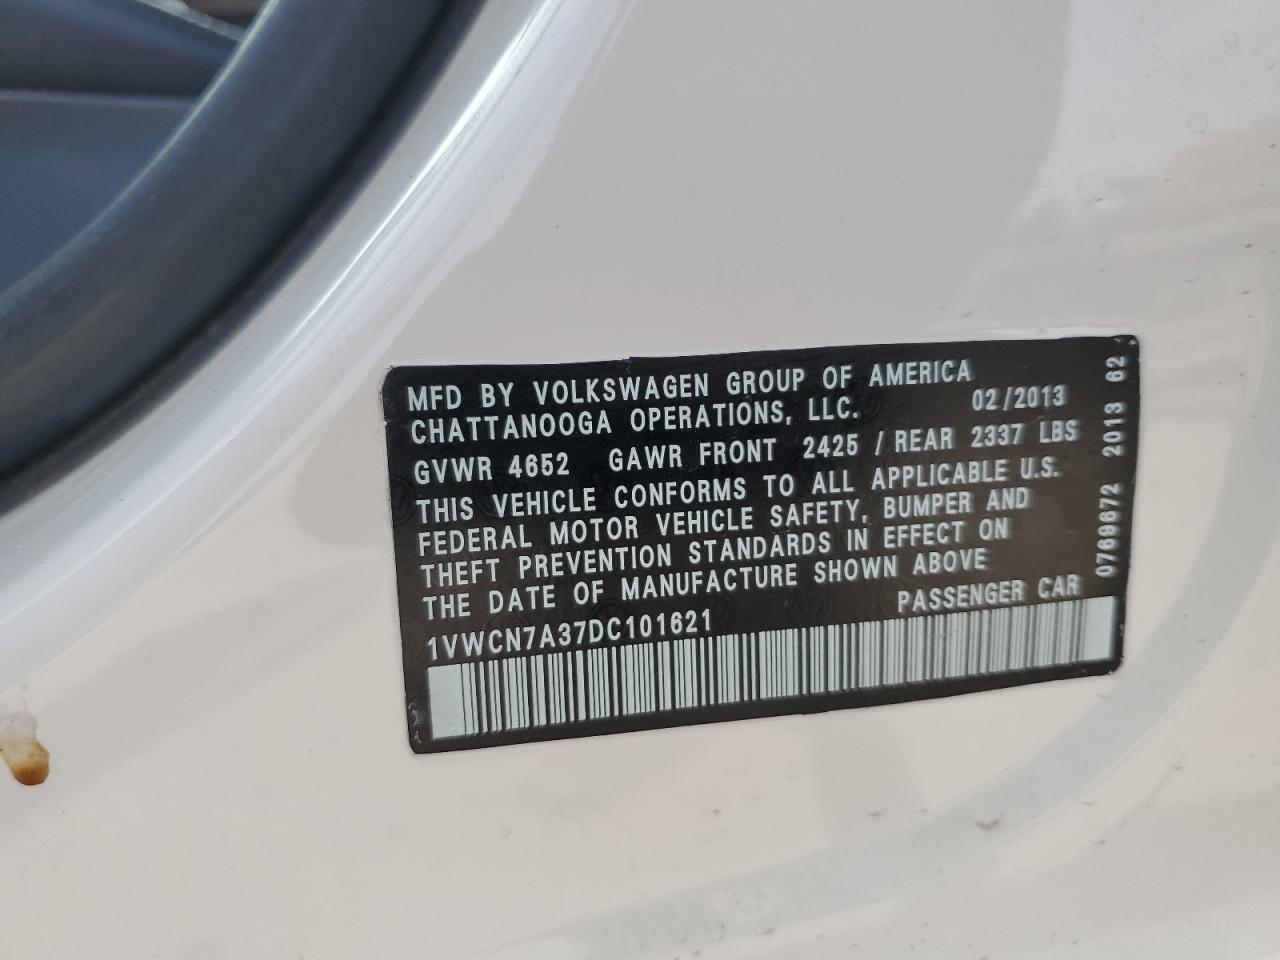 MFD BY VOLKSWAGEN GROUP OF AMERICA
CHATTANOOGA OPERATIONS, LLC. 02/2013
GVWR 4652 GAWR FRONT 2425 / REAR 2337 LBS
THIS VEHICLE CONFORMS TO ALL APPLICABLE U.S.
FEDERAL MOTOR VEHICLE SAFETY, BUMPER AND
THEFT PREVENTION STANDARDS IN EFFECT ON
THE DATE OF MANUFACTURE SHOWN ABOVE
1VWCN7A37DC101621 PASSENGER CAR
0769672 2013 62